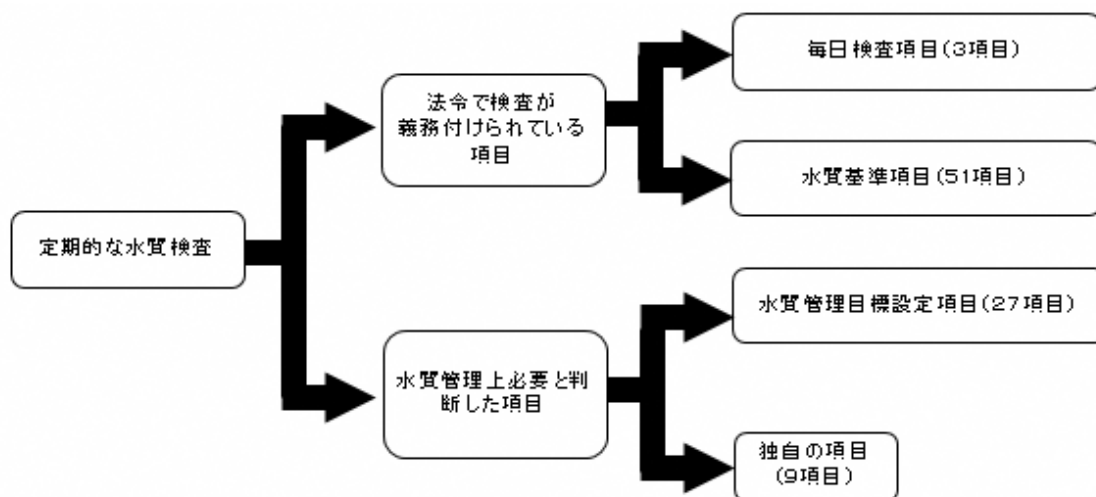 定期的な水質検査
法令で検査が
義務付けられている
項目
水質管理上必要と判
断した項目
毎日検査項目(3項目)
水質基準項目(51項目)
水質管理目標設定項目(27項目)
独自の項目
(9項目)